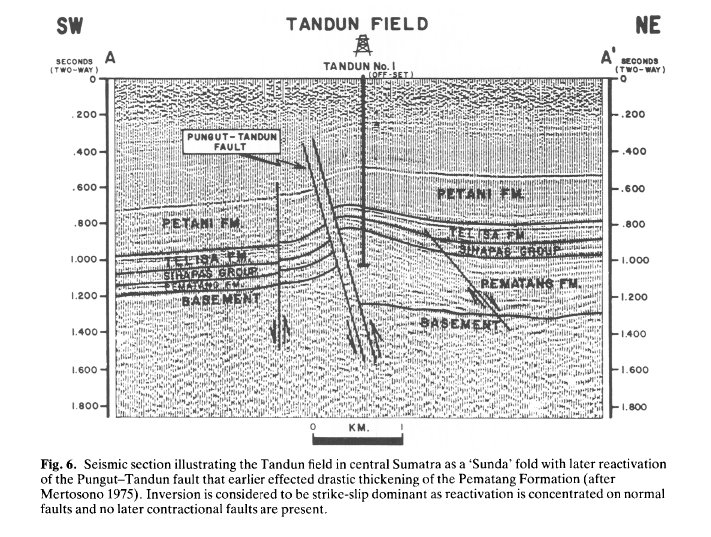 SW
TANDUN FIELD
NE
SECONDS
(TWO-WAY)
A
TANDUN No. 1
(OFF-SET)
A'
SECONDS
(TWO-WAY)
0
0
.200
.200
PUNGUT-TANDUN
FAULT
.400
.400
.600
.600
PETANI FM.
PETANI FM.
.800
.800
TELISA FM.
SIHAPAS GROUP
TELISA FM.
1.000
1.000
SIHAPAS GROUP
PEMATANG FM.
PEMATANG FM.
1.200
1.200
BASEMENT
BASEMENT
1.400
1.400
1.600
1.600
1.800
1.800
0 KM. 1
Fig. 6. Seismic section illustrating the Tandun field in central Sumatra as a ‘Sunda’ fold with later reactivation
of the Pungut–Tandun fault that earlier effected drastic thickening of the Pematang Formation (after
Mertosono 1975). Inversion is considered to be strike-slip dominant as reactivation is concentrated on normal
faults and no later contractional faults are present.